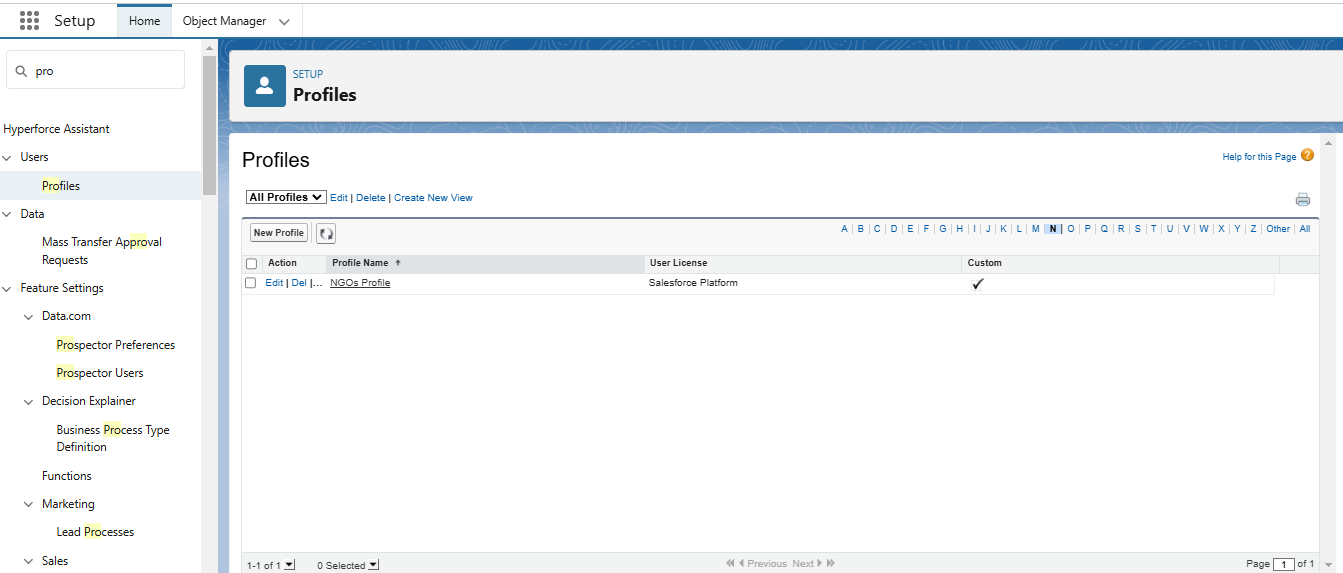 Setup
Home
Object Manager
pro
Hyperforce Assistant
Users
Profiles
Data
Mass Transfer Approval
Requests
Feature Settings
Data.com
Prospector Preferences
Prospector Users
Decision Explainer
Business Process Type
Definition
Functions
Marketing
Lead Processes
Sales
SETUP
Profiles
Profiles
Help for this Page ?
All Profiles Edit | Delete | Create New View
New Profile
A | B | C | D | E | F | G | H | I | J | K | L | M | N | O | P | Q | R | S | T | U | V | W | X | Y | Z | Other | All
Action Profile Name User License Custom
Edit | Del |... NGOs Profile Salesforce Platform
1-1 of 1 0 Selected Previous Next Page 1 of 1